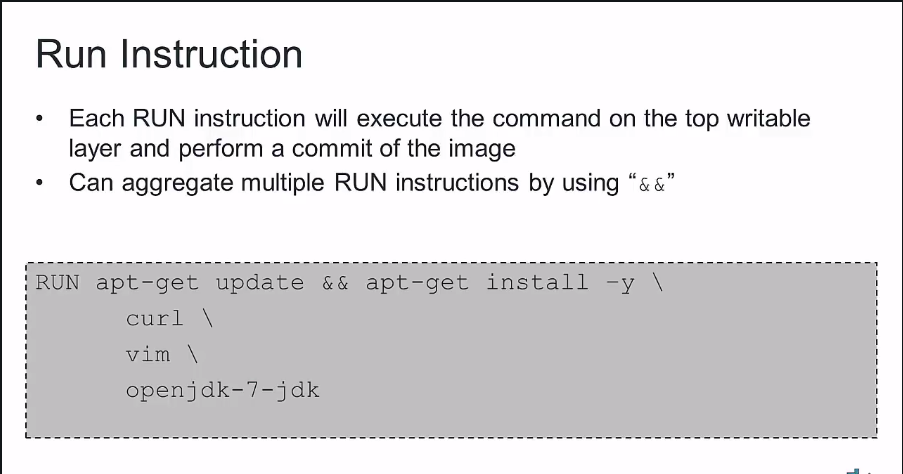 Run Instruction
• Each RUN instruction will execute the command on the top writable
layer and perform a commit of the image
• Can aggregate multiple RUN instructions by using “&&”
RUN apt-get update && apt-get install –y \
curl \
vim \
openjdk-7-jdk